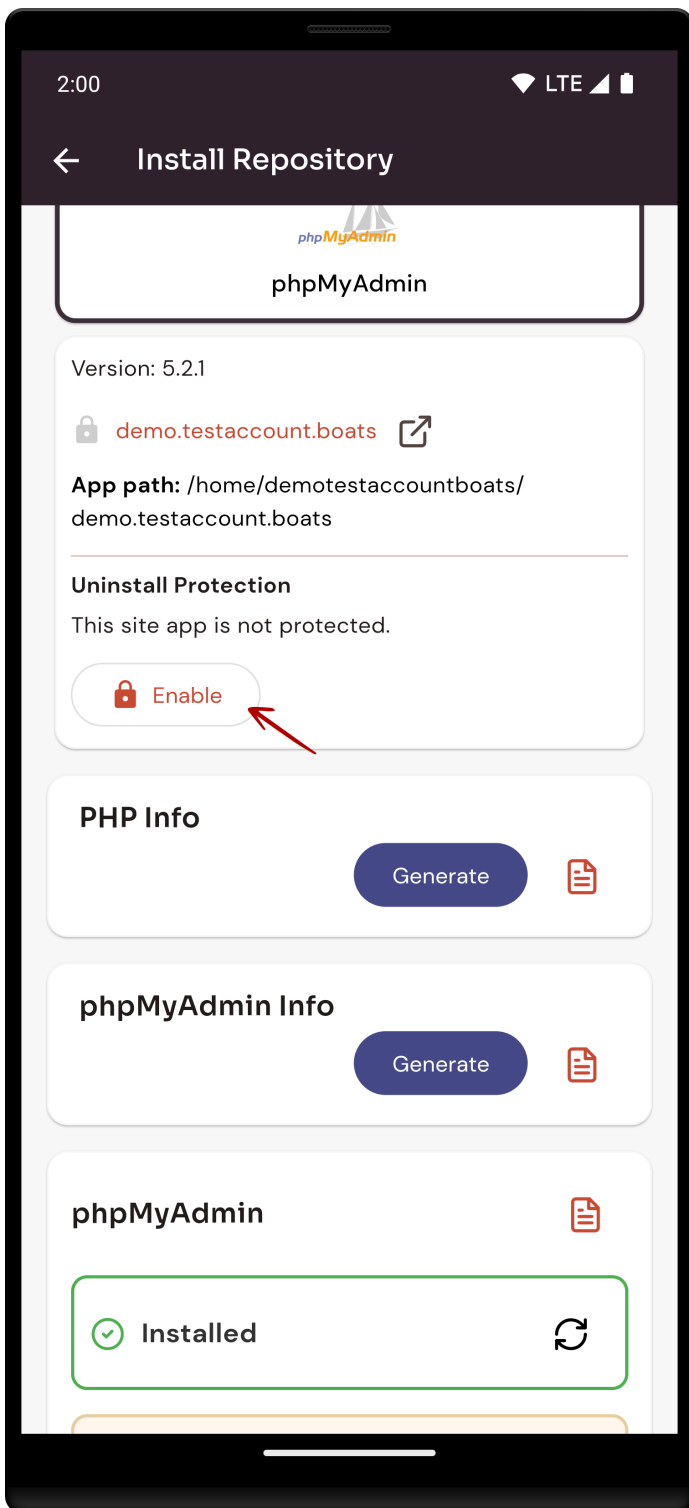 2:00
LTE
Install Repository
phpMyAdmin
phpMyAdmin
Version: 5.2.1
demo.testaccount.boats
App path: /home/demotestaccountboats/
demo.testaccount.boats
Uninstall Protection
This site app is not protected.
Enable
PHP Info
Generate
phpMyAdmin Info
Generate
phpMyAdmin
Installed